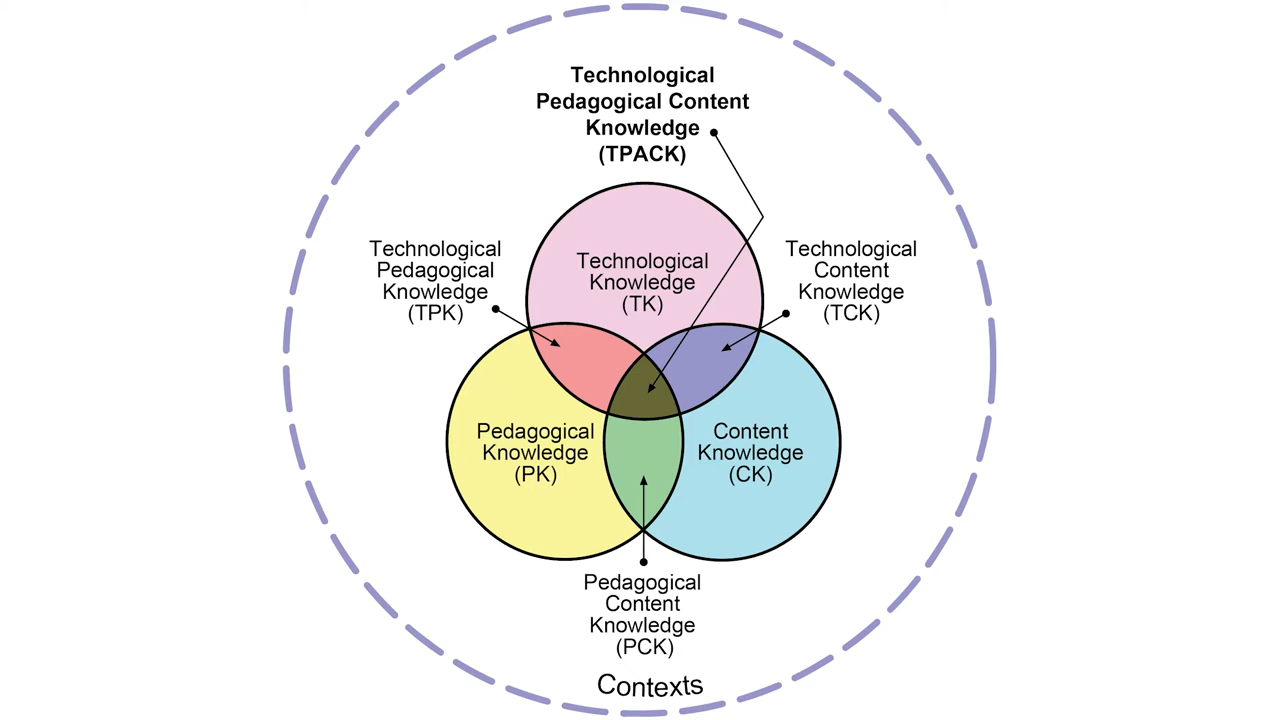 Technological
Pedagogical Content
Knowledge
(TPACK)
Technological
Pedagogical
Knowledge
(TPK)
Technological
Knowledge
(TK)
Technological
Content
Knowledge
(TCK)
Pedagogical
Knowledge
(PK)
Content
Knowledge
(CK)
Pedagogical
Content
Knowledge
(PCK)
Contexts